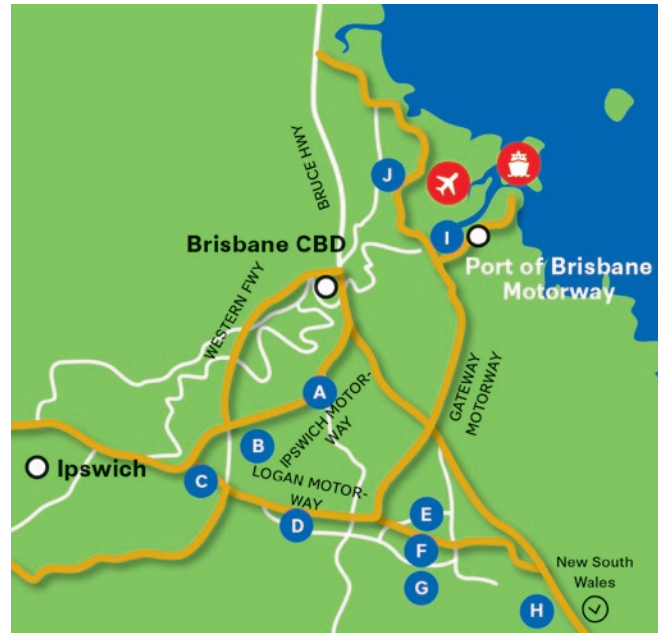 BRUCE HWY
J
I
Brisbane CBD
Port of Brisbane
Motorway
WESTERN FWY
GATEWAY
MOTORWAY
A
IPSWICH MOTOR-
WAY
B
Ipswich
LOGAN MOTOR-
WAY
C
D
E
F
G
New South
Wales
H